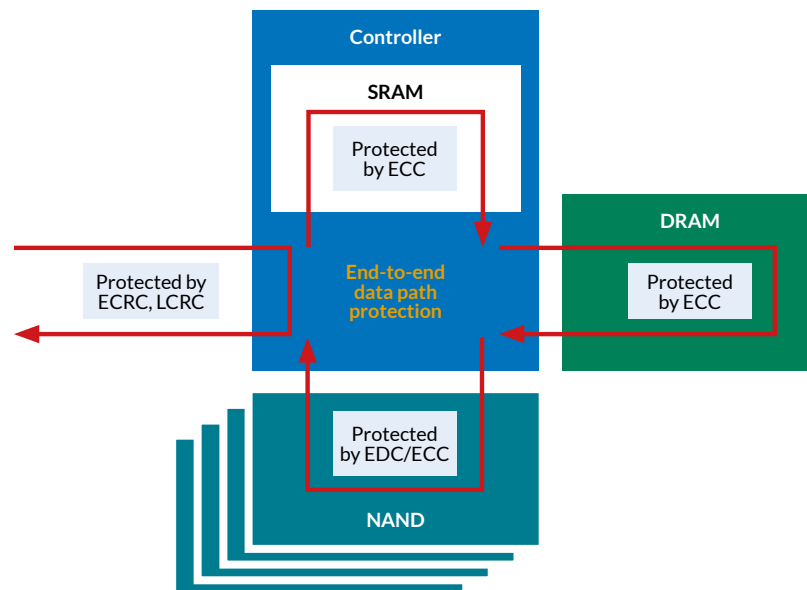 Controller
SRAM
Protected
by ECC
DRAM
End-to-end
data path
protection
Protected by
ECRC, LCRC
Protected
by ECC
Protected
by EDC/ECC
NAND